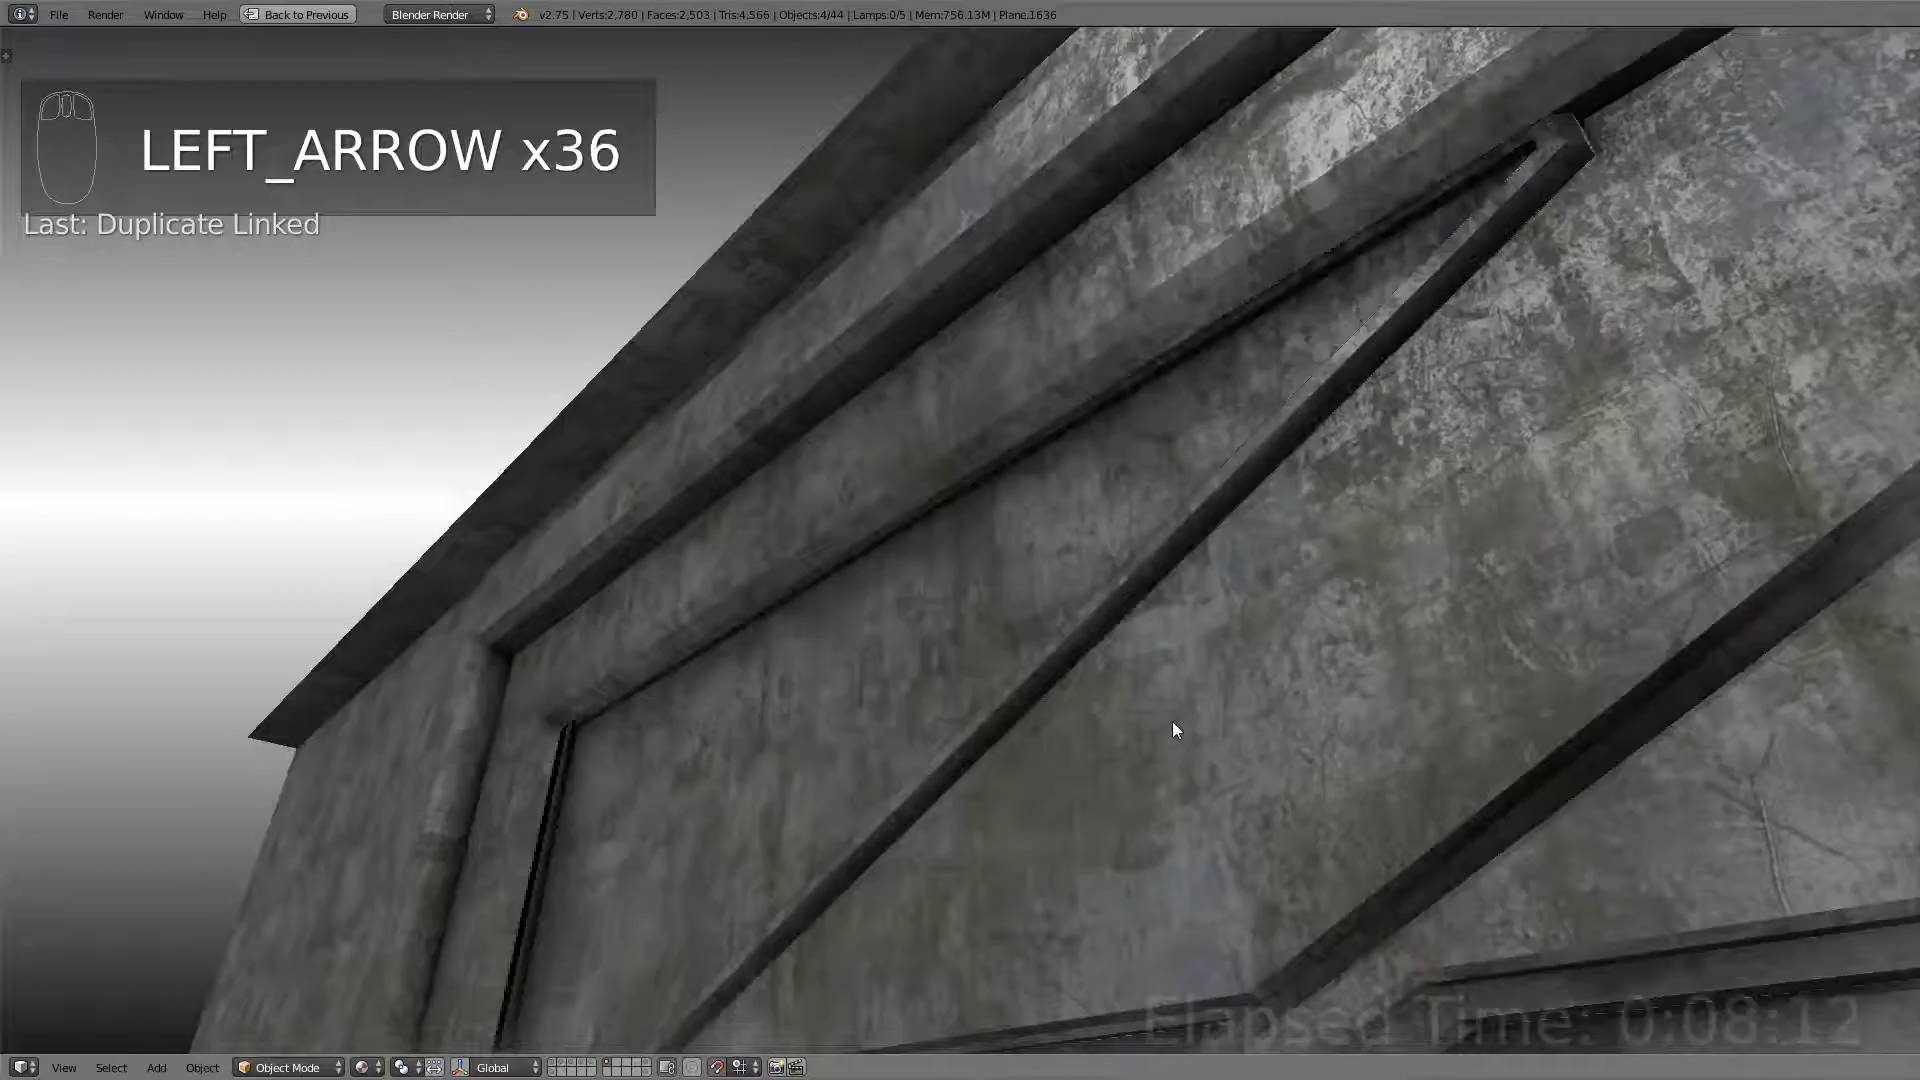 File Render Window Help Back to Previous Blender Render v2.75 | Verts:2,780 | Faces:2,503 | Tris:4,566 | Objects:4/44 | Lamps:0/5 | Mem:756.13M | Plane.1636
LEFT_ARROW x36
Last: Duplicate Linked
Elapsed Time: 0:08:12
View Select Add Object Object Mode Global